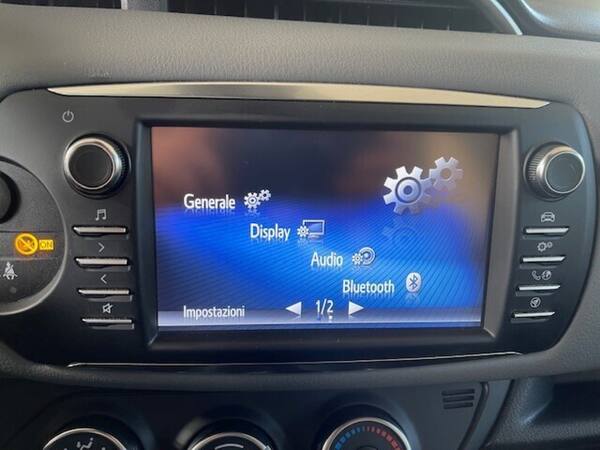 Generale
Display
Audio
Bluetooth
Impostazioni
1/2
ON